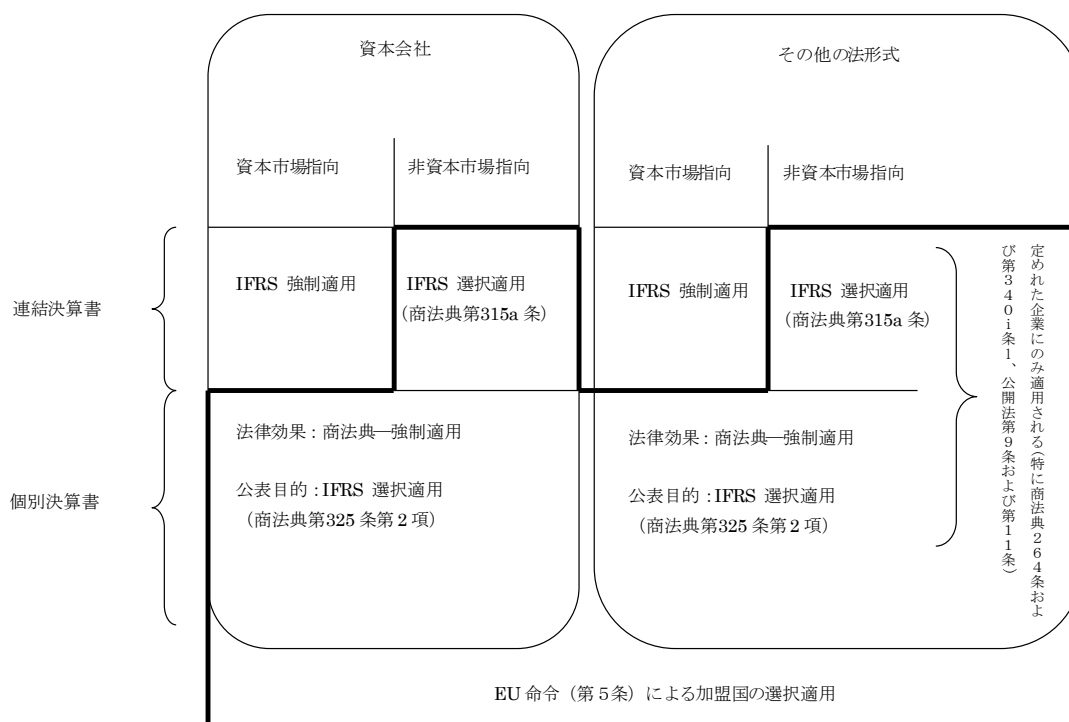 資本会社
その他の法形式
資本市場指向
非資本市場指向
資本市場指向
非資本市場指向
連結決算書
IFRS 強制適用
IFRS 選択適用
(商法典第315a 条)
IFRS 強制適用
IFRS 選択適用
(商法典第315a 条)
個別決算書
法律効果 : 商法典―強制適用
公表目的 : IFRS 選択適用
(商法典第325 条第 2 項)
法律効果 : 商法典―強制適用
公表目的 : IFRS 選択適用
(商法典第325 条第 2 項)
定めれた企業にのみ適用される(特に商法典264条およ
び第340i条1、公開法第9条および第11条)
EU 命令（第 5条）による加盟国の選択適用